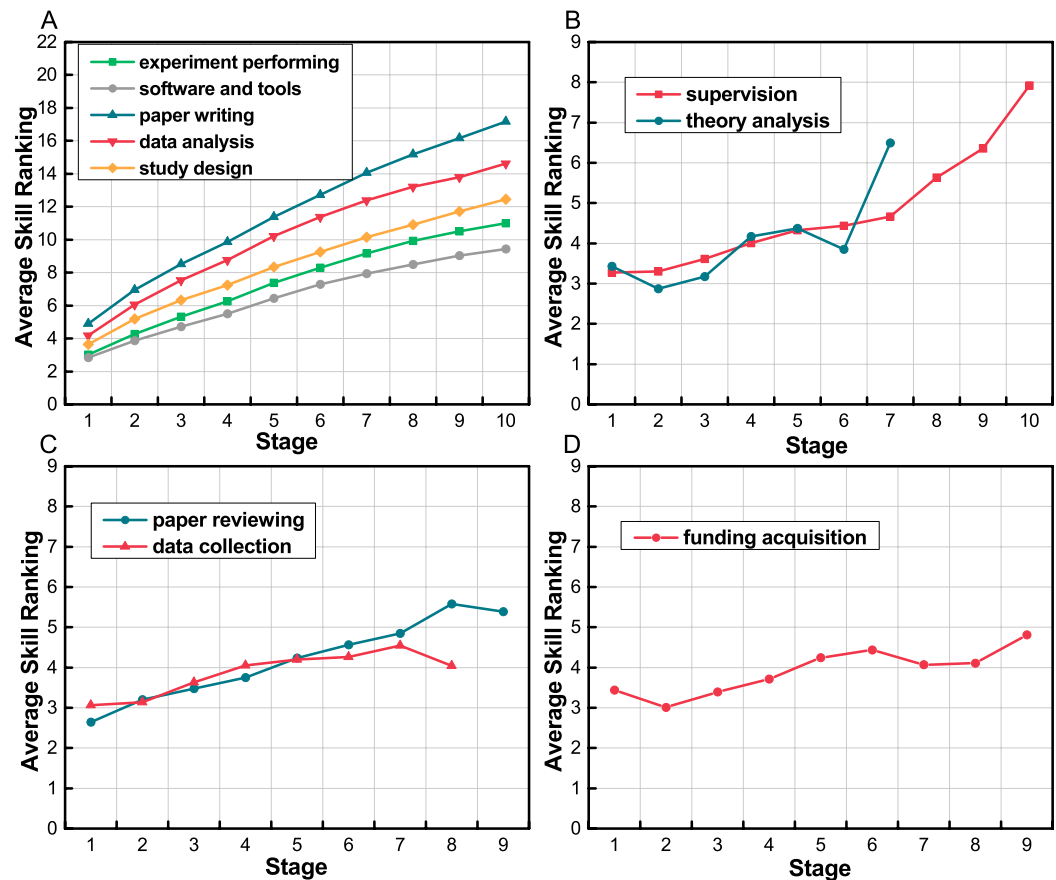 A
22
20
18
16
14
12
10
8
6
4
2
0
Average Skill Ranking
experiment performing
software and tools
paper writing
data analysis
study design
1 2 3 4 5 6 7 8 9 10
Stage
B
9
8
7
6
5
4
3
2
1
0
Average Skill Ranking
supervision
theory analysis
1 2 3 4 5 6 7 8 9 10
Stage
C
9
8
7
6
5
4
3
2
1
0
Average Skill Ranking
paper reviewing
data collection
1 2 3 4 5 6 7 8 9
Stage
D
9
8
7
6
5
4
3
2
1
0
Average Skill Ranking
funding acquisition
1 2 3 4 5 6 7 8 9
Stage